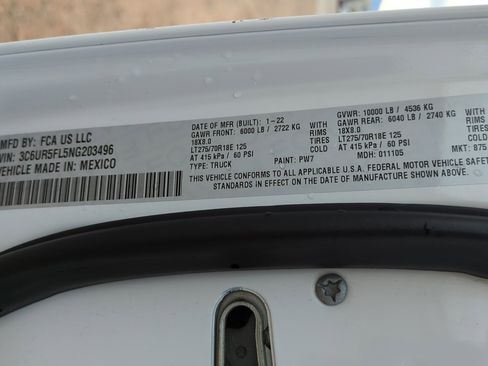 MFD BY: FCA US LLC
VIN: 3C6UR5FL5NG203496
VEHICLE MADE IN: MEXICO
DATE OF MFR (BUILT): 1-22
GAWR FRONT: 6000 LB / 2722 KG WITH
18X8.0 TIRES
LT275/70R18E 125 RIMS
AT 415 kPa / 60 PSI COLD
TYPE: TRUCK PAINT: PW7
GVWR: 10000 LB / 4536 KG
GAWR REAR: 6040 LB / 2740 KG WITH
18X8.0 TIRES
LT275/70R18E 125 RIMS
AT 415 kPa / 60 PSI COLD
MDH: 011105 MKT: 875
THIS VEHICLE CONFORMS TO ALL APPLICABLE U.S.A. FEDERAL MOTOR VEHICLE SAFETY
STANDARDS IN EFFECT ON THE DATE OF MANUFACTURE SHOWN ABOVE.